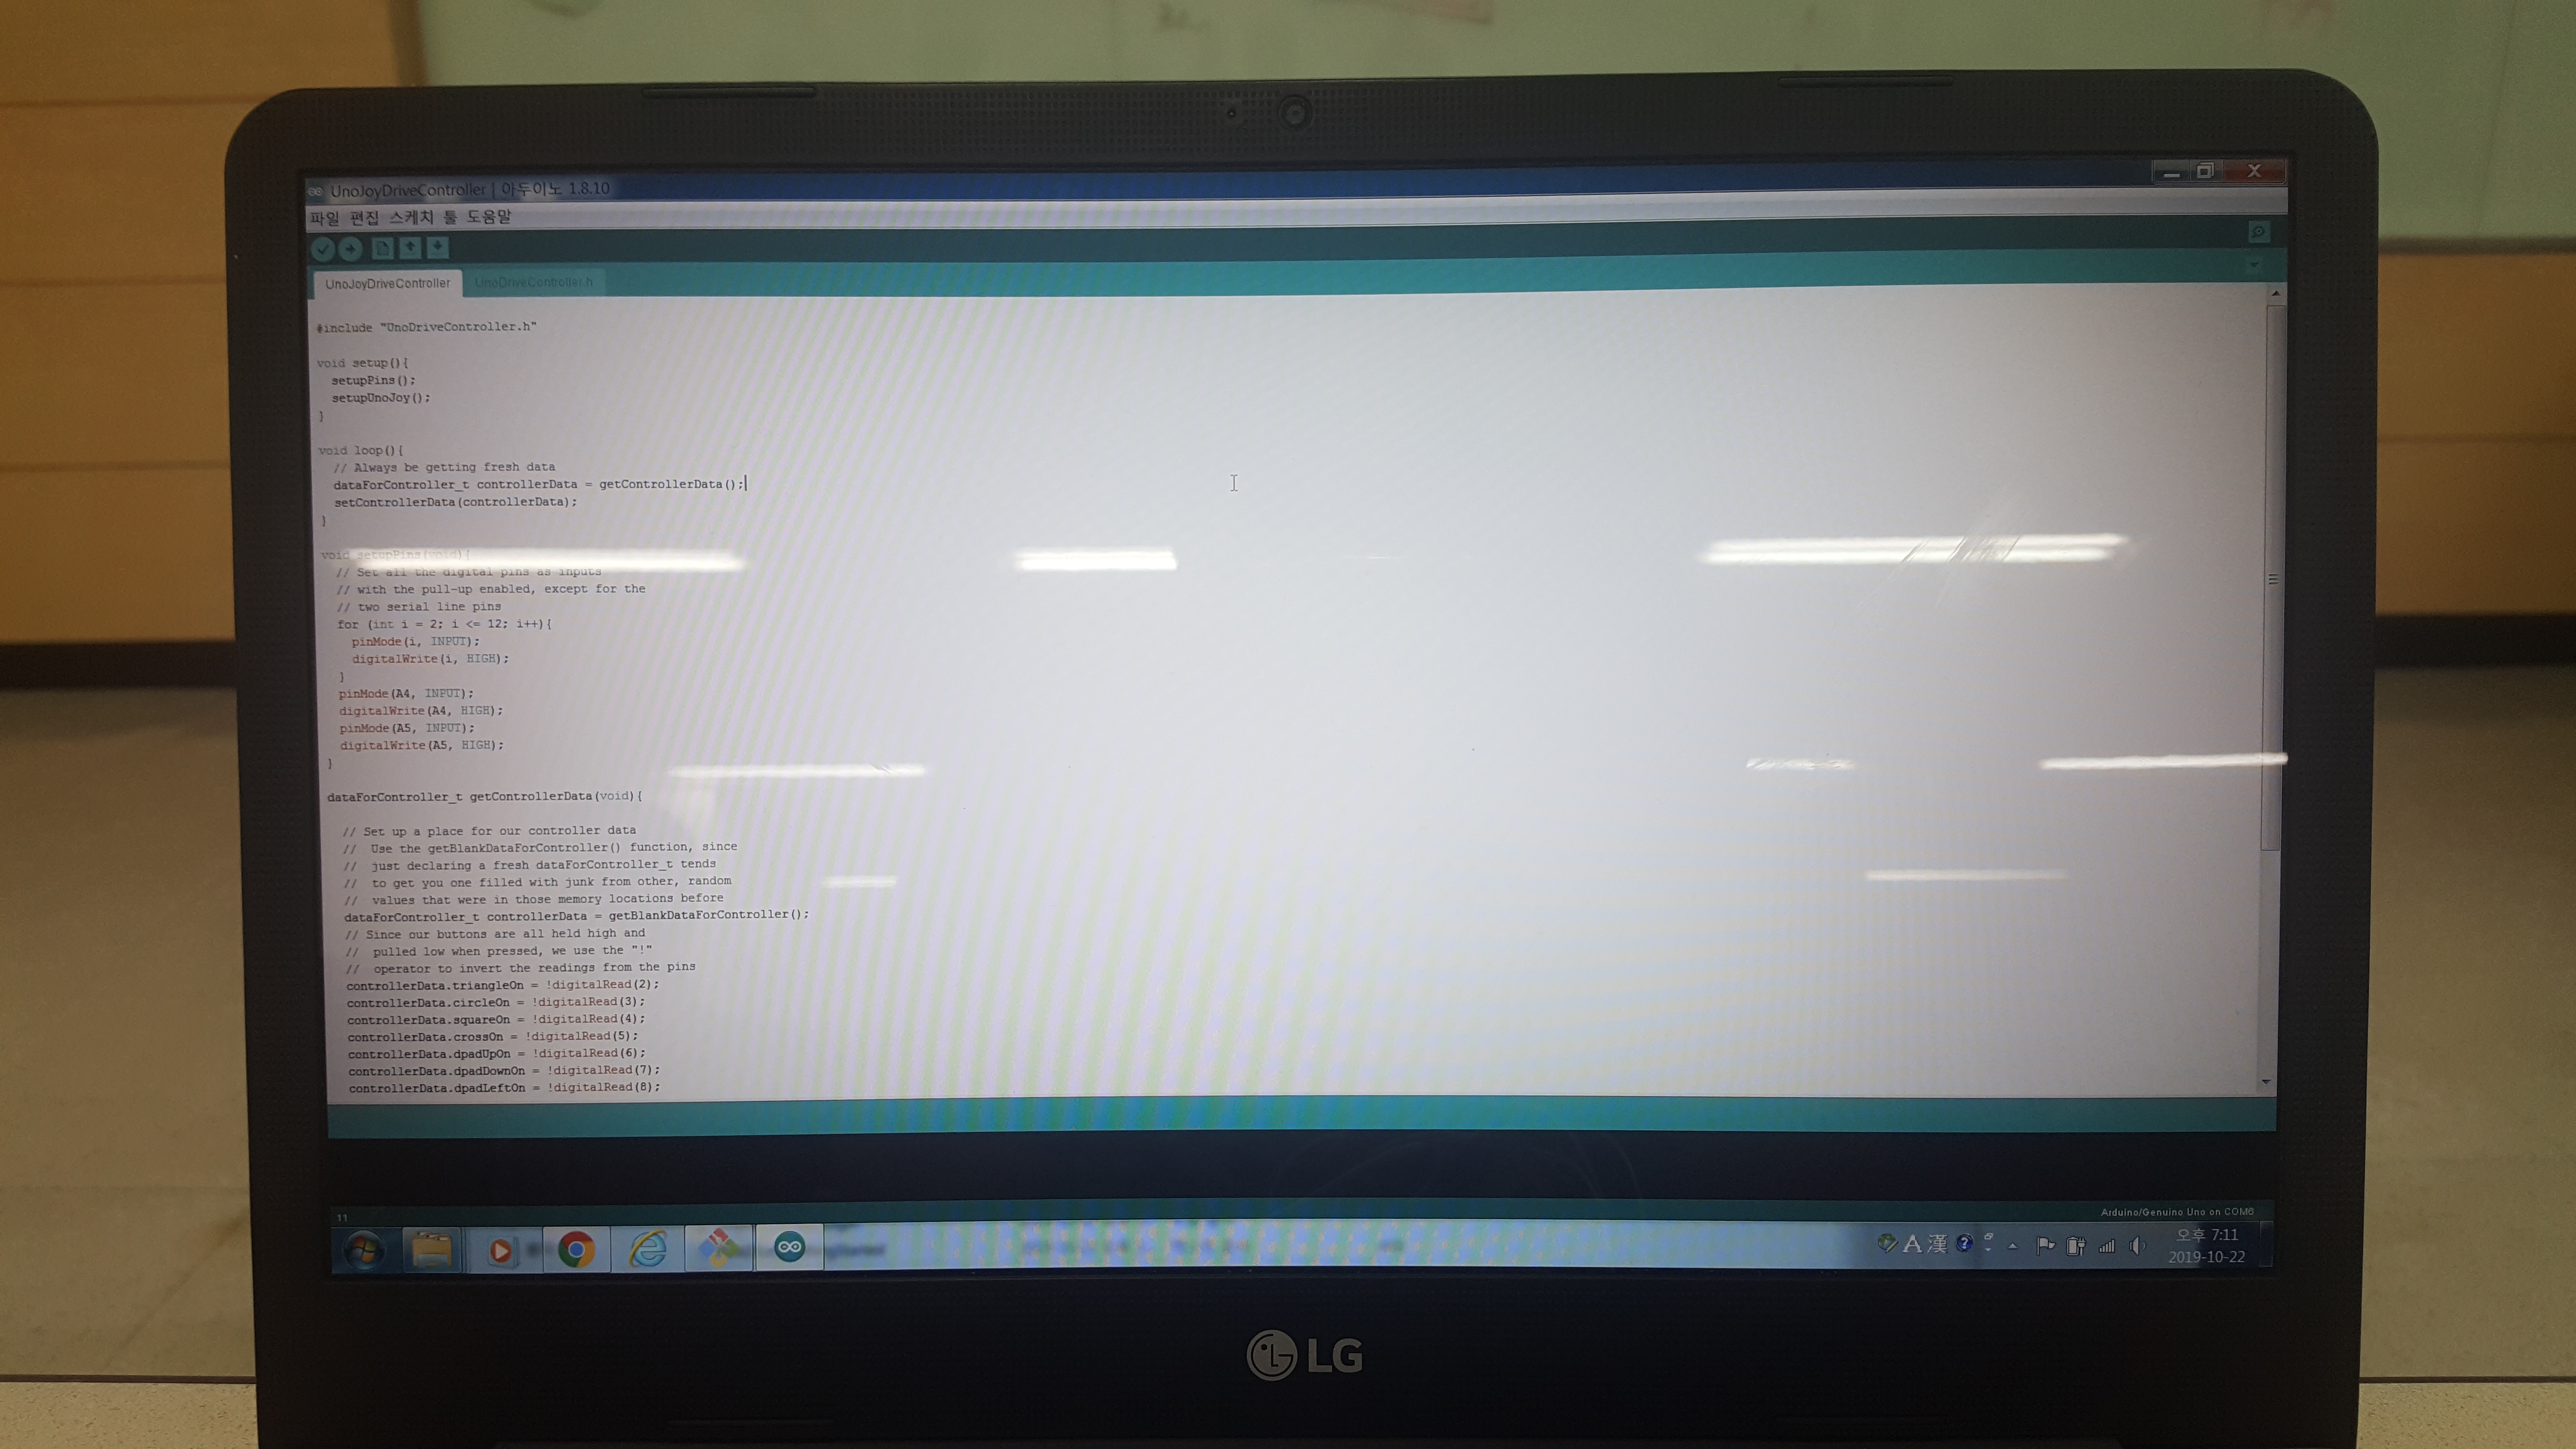 UnoJoyDriveController | 아두이노 1.8.10
파일 편집 스케치 툴 도움말
UnoJoyDriveController UnoDriveController.h
#include "UnoDriveController.h"
void setup(){
setupPins();
setupUnoJoy();
}
void loop(){
// Always be getting fresh data
dataForController_t controllerData = getControllerData();
setControllerData(controllerData);
}
void setupPins(void){
// Set all the digital pins as inputs
// with the pull-up enabled, except for the
// two serial line pins
for (int i = 2; i <= 12; i++){
pinMode(i, INPUT);
digitalWrite(i, HIGH);
}
pinMode(A4, INPUT);
digitalWrite(A4, HIGH);
pinMode(A5, INPUT);
digitalWrite(A5, HIGH);
}
dataForController_t getControllerData(void){
// Set up a place for our controller data
// Use the getBlankDataForController() function, since
// just declaring a fresh dataForController_t tends
// to get you one filled with junk from other, random
// values that were in those memory locations before
dataForController_t controllerData = getBlankDataForController();
// Since our buttons are all held high and
// pulled low when pressed, we use the "!"
// operator to invert the readings from the pins
controllerData.triangleOn = !digitalRead(2);
controllerData.circleOn = !digitalRead(3);
controllerData.squareOn = !digitalRead(4);
controllerData.crossOn = !digitalRead(5);
controllerData.dpadUpOn = !digitalRead(6);
controllerData.dpadDownOn = !digitalRead(7);
controllerData.dpadLeftOn = !digitalRead(8);
11
Arduino/Genuino Uno on COM6
A 漢
오후 7:11
2019-10-22
LG